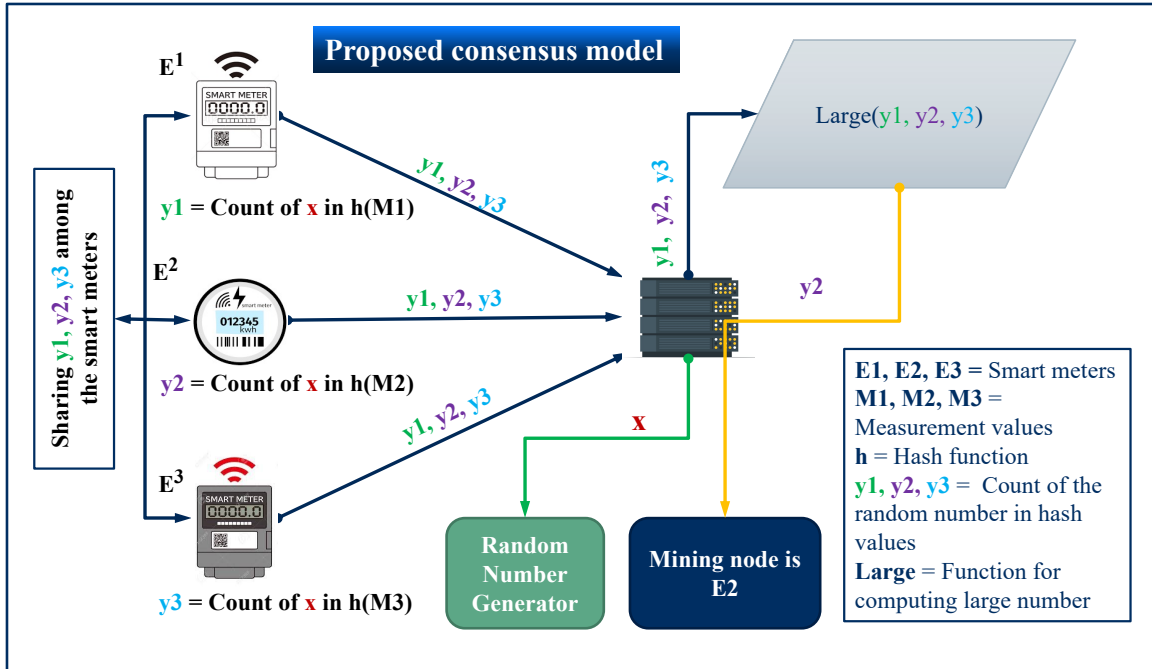 Proposed consensus model
E1
SMART METER
0000.0
y1 = Count of x in h(M1)
Sharing y1, y2, y3 among
the smart meters
E2
smart meter
012345
kwh
y2 = Count of x in h(M2)
E3
SMART METER
0000.0
y3 = Count of x in h(M3)
y1, y2, y3
y1, y2, y3
y1, y2, y3
y1, y2, y3
Large(y1, y2, y3)
y2
x
Random
Number
Generator
Mining node is
E2
E1, E2, E3 = Smart meters
M1, M2, M3 =
Measurement values
h = Hash function
y1, y2, y3 = Count of the
random number in hash
values
Large = Function for
computing large number